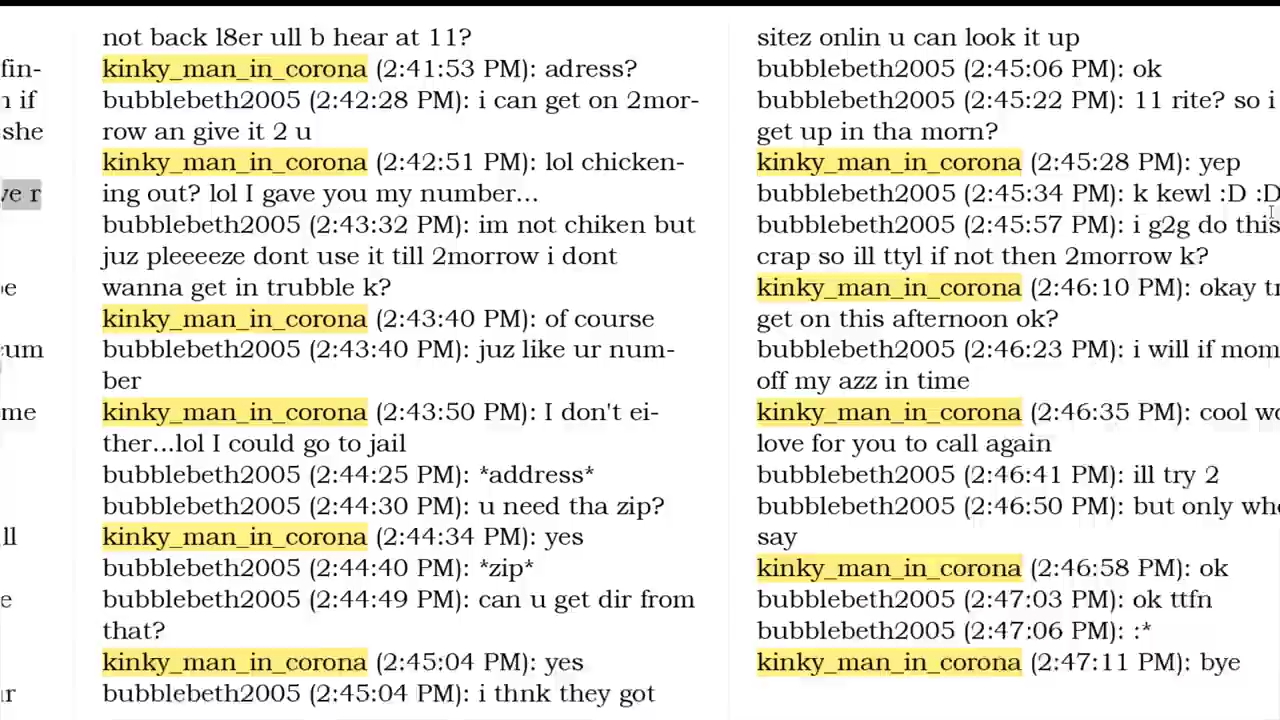 fin-
if
she
ve r
um
me
ll
not back l8er ull b hear at 11?
kinky_man_in_corona (2:41:53 PM): adress?
bubblebeth2005 (2:42:28 PM): i can get on 2mor-
row an give it 2 u
kinky_man_in_corona (2:42:51 PM): lol chicken-
ing out? lol I gave you my number...
bubblebeth2005 (2:43:32 PM): im not chiken but
juz pleeeeze dont use it till 2morrow i dont
wanna get in trubble k?
kinky_man_in_corona (2:43:40 PM): of course
bubblebeth2005 (2:43:40 PM): juz like ur num-
ber
kinky_man_in_corona (2:43:50 PM): I don't ei-
ther...lol I could go to jail
bubblebeth2005 (2:44:25 PM): *address*
bubblebeth2005 (2:44:30 PM): u need tha zip?
kinky_man_in_corona (2:44:34 PM): yes
bubblebeth2005 (2:44:40 PM): *zip*
bubblebeth2005 (2:44:49 PM): can u get dir from
that?
kinky_man_in_corona (2:45:04 PM): yes
bubblebeth2005 (2:45:04 PM): i thnk they got
sitez onlin u can look it up
bubblebeth2005 (2:45:06 PM): ok
bubblebeth2005 (2:45:22 PM): 11 rite? so i
get up in tha morn?
kinky_man_in_corona (2:45:28 PM): yep
bubblebeth2005 (2:45:34 PM): k kewl :D :D
bubblebeth2005 (2:45:57 PM): i g2g do this
crap so ill ttyl if not then 2morrow k?
kinky_man_in_corona (2:46:10 PM): okay
get on this afternoon ok?
bubblebeth2005 (2:46:23 PM): i will if mom
off my azz in time
kinky_man_in_corona (2:46:35 PM): cool
love for you to call again
bubblebeth2005 (2:46:41 PM): ill try 2
bubblebeth2005 (2:46:50 PM): but only
say
kinky_man_in_corona (2:46:58 PM): ok
bubblebeth2005 (2:47:03 PM): ok ttfn
bubblebeth2005 (2:47:06 PM): :*
kinky_man_in_corona (2:47:11 PM): bye